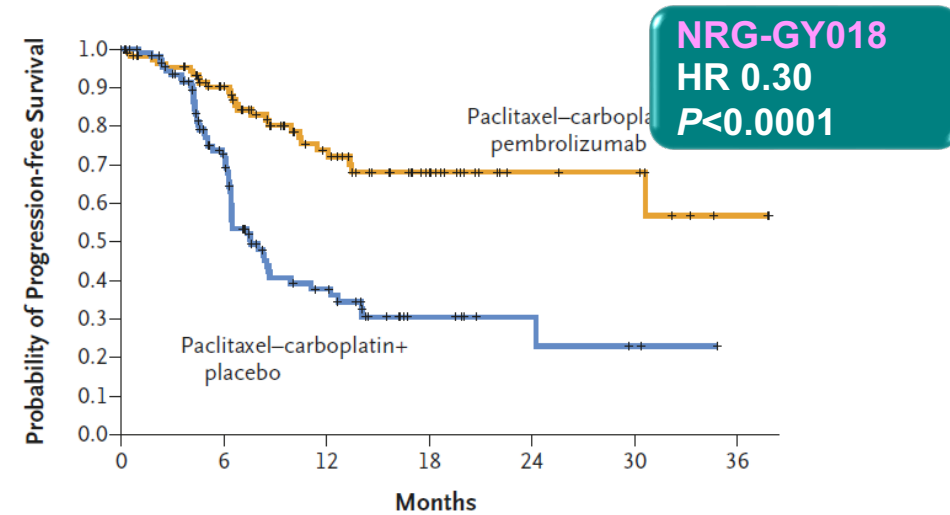 NRG-GY018
HR 0.30
P<0.0001
Paclitaxel–carbopla
pembrolizumab
Probability of Progression-free Survival
1.0
0.9
0.8
0.7
0.6
0.5
0.4
0.3
0.2
0.1
0.0
Paclitaxel–carboplatin+
placebo
0 6 12 18 24 30 36
Months